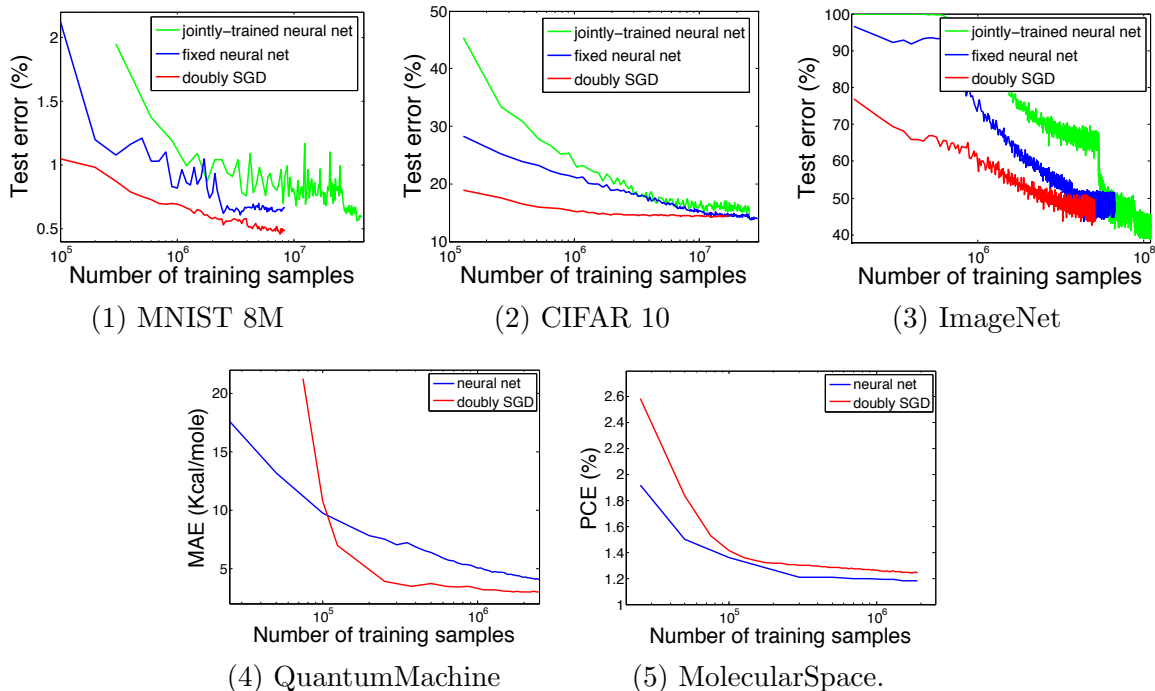 2
1.5
1
0.5
10^5
10^6
10^7
Test error (%)
Number of training samples
jointly-trained neural net
fixed neural net
doubly SGD
(1) MNIST 8M
50
40
30
20
10
10^5
10^6
10^7
Test error (%)
Number of training samples
jointly-trained neural net
fixed neural net
doubly SGD
(2) CIFAR 10
100
90
80
70
60
50
40
10^6
10^8
Test error (%)
Number of training samples
jointly-trained neural net
fixed neural net
doubly SGD
(3) ImageNet
20
15
10
5
10^5
10^6
MAE (Kcal/mole)
Number of training samples
neural net
doubly SGD
(4) QuantumMachine
2.6
2.4
2.2
2
1.8
1.6
1.4
1.2
1
10^5
10^6
PCE (%)
Number of training samples
neural net
doubly SGD
(5) MolecularSpace.